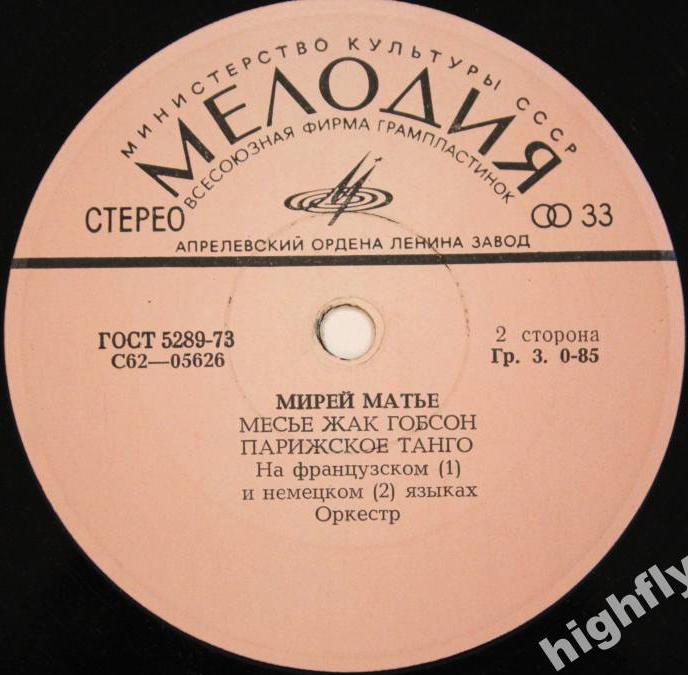 МИНИСТЕРСТВО КУЛЬТУРЫ СССР
МЕЛОДИЯ
ВСЕСОЮЗНАЯ ФИРМА ГРАМПЛАСТИНОК
СТЕРЕО
33
АПРЕЛЕВСКИЙ ОРДЕНА ЛЕНИНА ЗАВОД
ГОСТ 5289-73
С62—05626
2 сторона
Гр. 3. 0-85
МИРЕЙ МАТЬЕ
МЕСЬЕ ЖАК ГОБСОН
ПАРИЖСКОЕ ТАНГО
На французском (1)
и немецком (2) языках
Оркестр
highfly